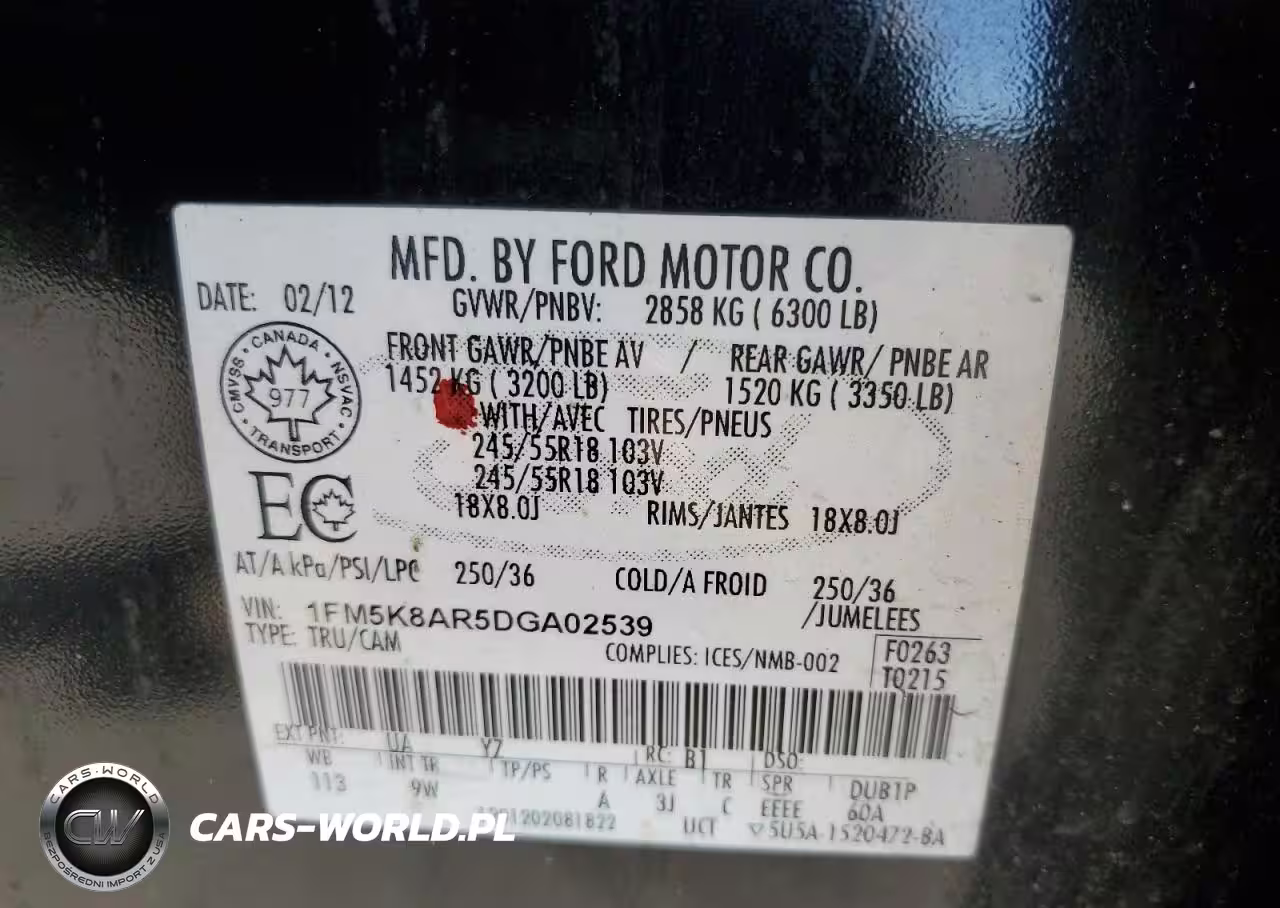 MFD. BY FORD MOTOR CO.
DATE: 02/12
GVWR/PNBV: 2858 KG ( 6300 LB)
FRONT GAWR/PNBE AV / REAR GAWR/ PNBE AR
1452 KG ( 3200 LB) 1520 KG ( 3350 LB)
WITH/AVEC TIRES/PNEUS
245/55R18 103V
245/55R18 103V
18X8.0J RIMS/JANTES 18X8.0J
CANADA
CMVSS NSVAC
977
TRANSPORT
EC
AT/A kPa/PSI/LPC 250/36 COLD/A FROID 250/36
/JUMELEES
VIN: 1FM5K8AR5DGA02539
TYPE: TRU/CAM
COMPLIES: ICES/NMB-002
F0263
TQ215
EXT PNT: UA YZ RC: B1 DSO:
WB INT TR TP/PS R AXLE TR SPR DUB1P
113 9W A 3J C EEEE 60A
UCT ▽5U5A-1520472-BA
CARS-WORLD
CW
BEZPOŚREDNI IMPORT Z USA
CARS-WORLD.PL